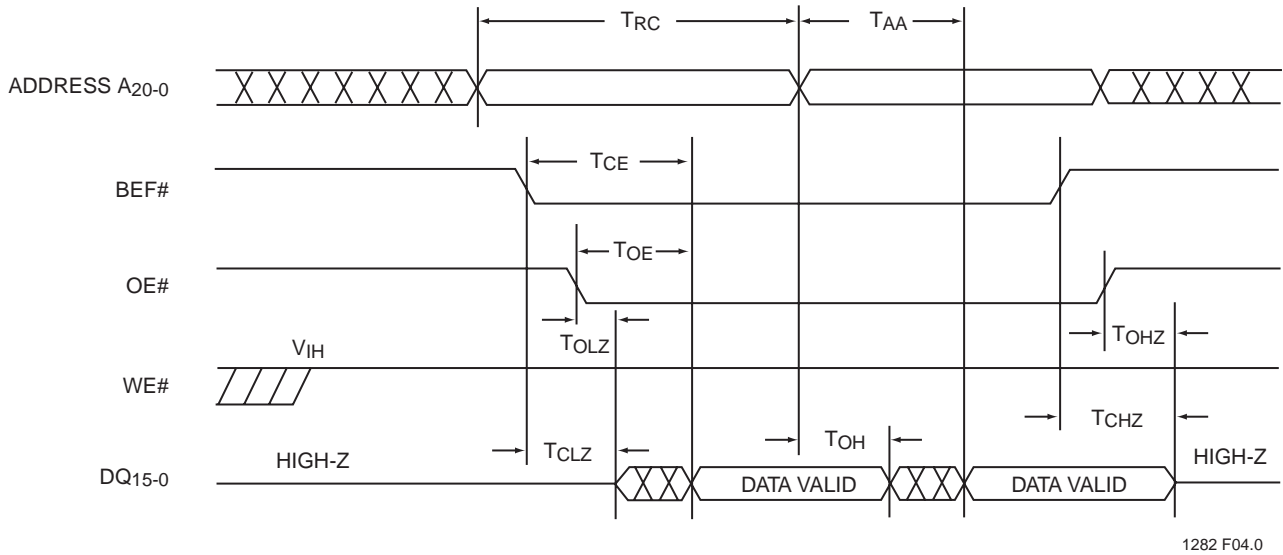 TRC
TAA
ADDRESS A20-0
TCE
BEF#
TOE
OE#
TOLZ
TOHZ
VIH
WE#
TCHZ
TCLZ
TOH
HIGH-Z
HIGH-Z
DQ15-0
DATA VALID
DATA VALID
1282 F04.0